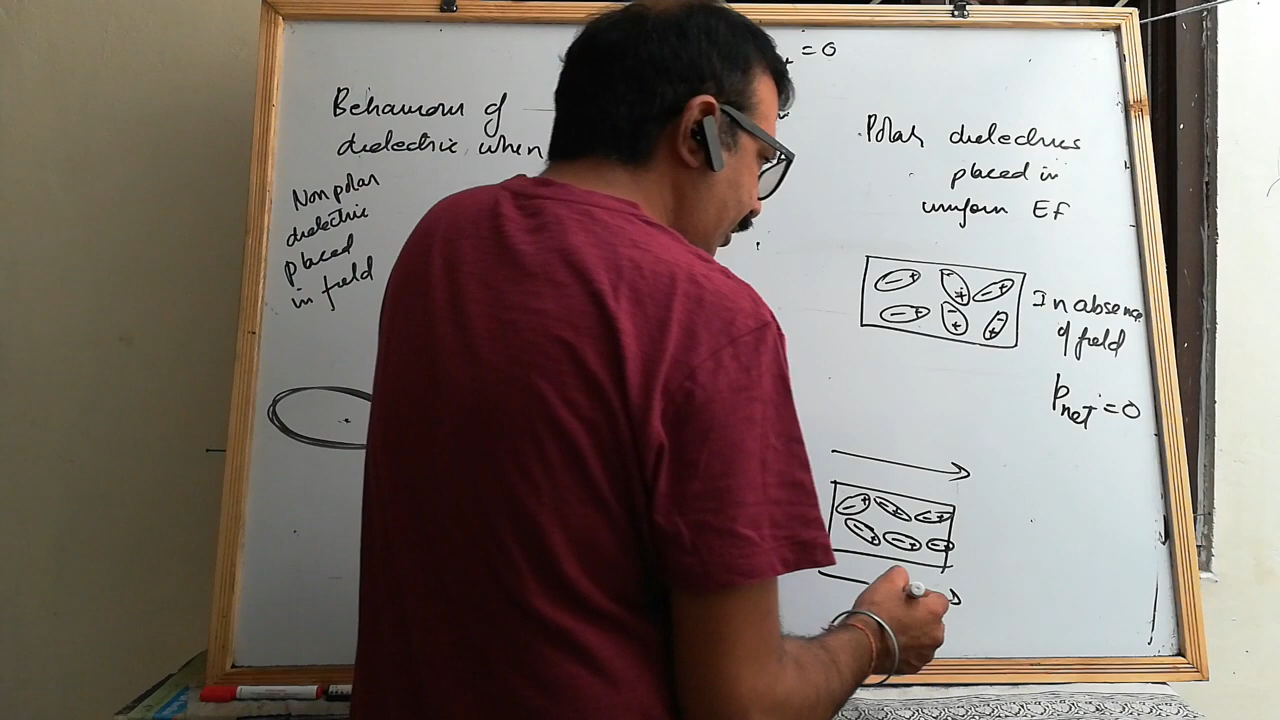 = 0
Behaviour of
dielectric when
Non polar
dielectric
placed
in field
Polar dielectrics
placed in
uniform EF
- + - + - +
- + - + - +
In absence
of field
Pnet = 0
- + - + - +
- + - + - +